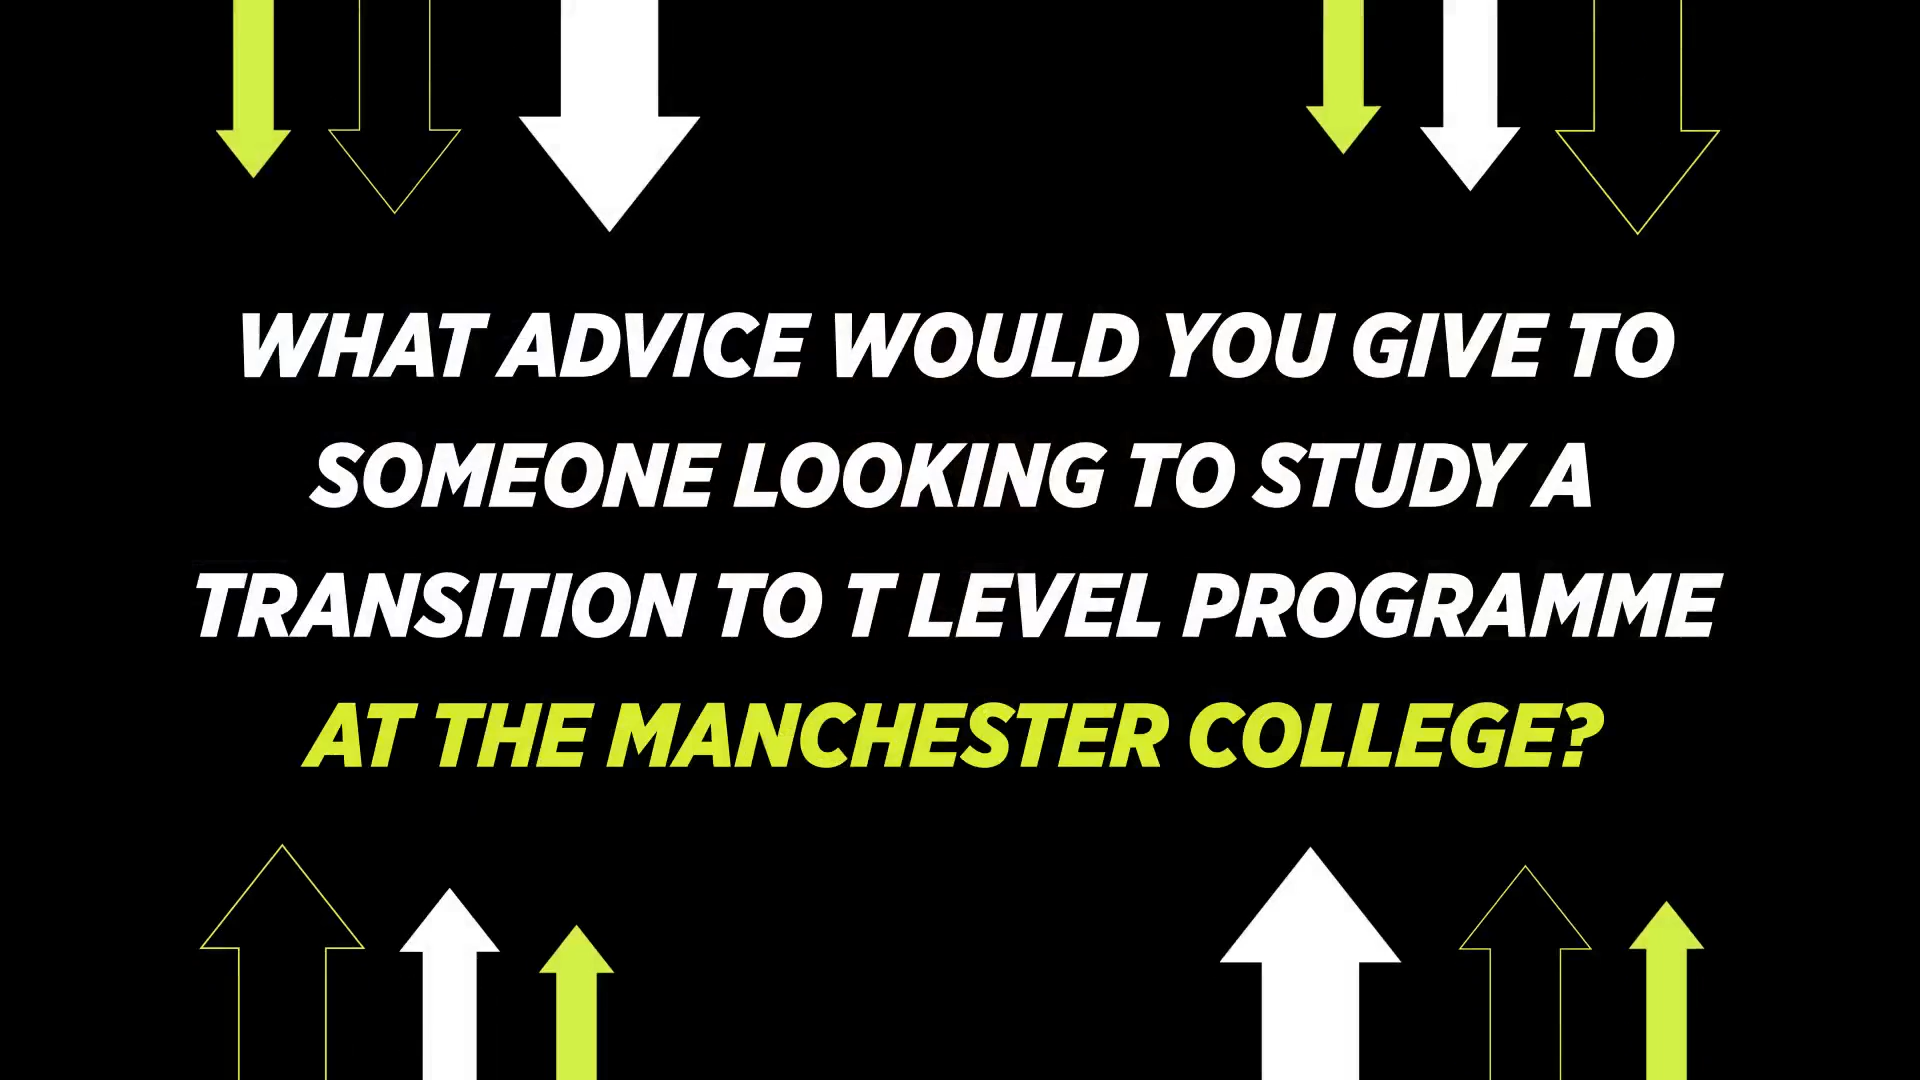 WHAT ADVICE WOULD YOU GIVE TO
SOMEONE LOOKING TO STUDY A
TRANSITION TO T LEVEL PROGRAMME
AT THE MANCHESTER COLLEGE?